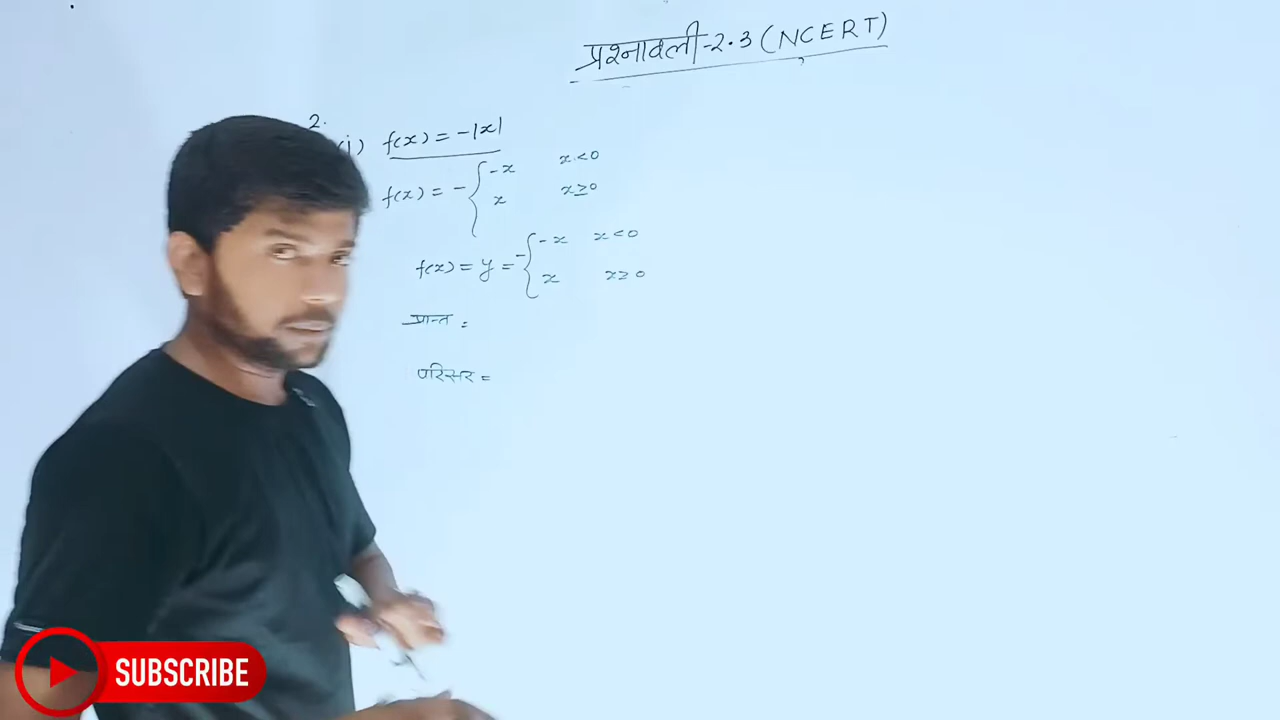 प्रश्नावली-2.3 (NCERT)
2.
(i) f(x) = -|x|
f(x) = - { -x x<0
x x≥0
f(x) = y = - { -x x<0
x x≥0
प्रान्त =
परिसर =
SUBSCRIBE